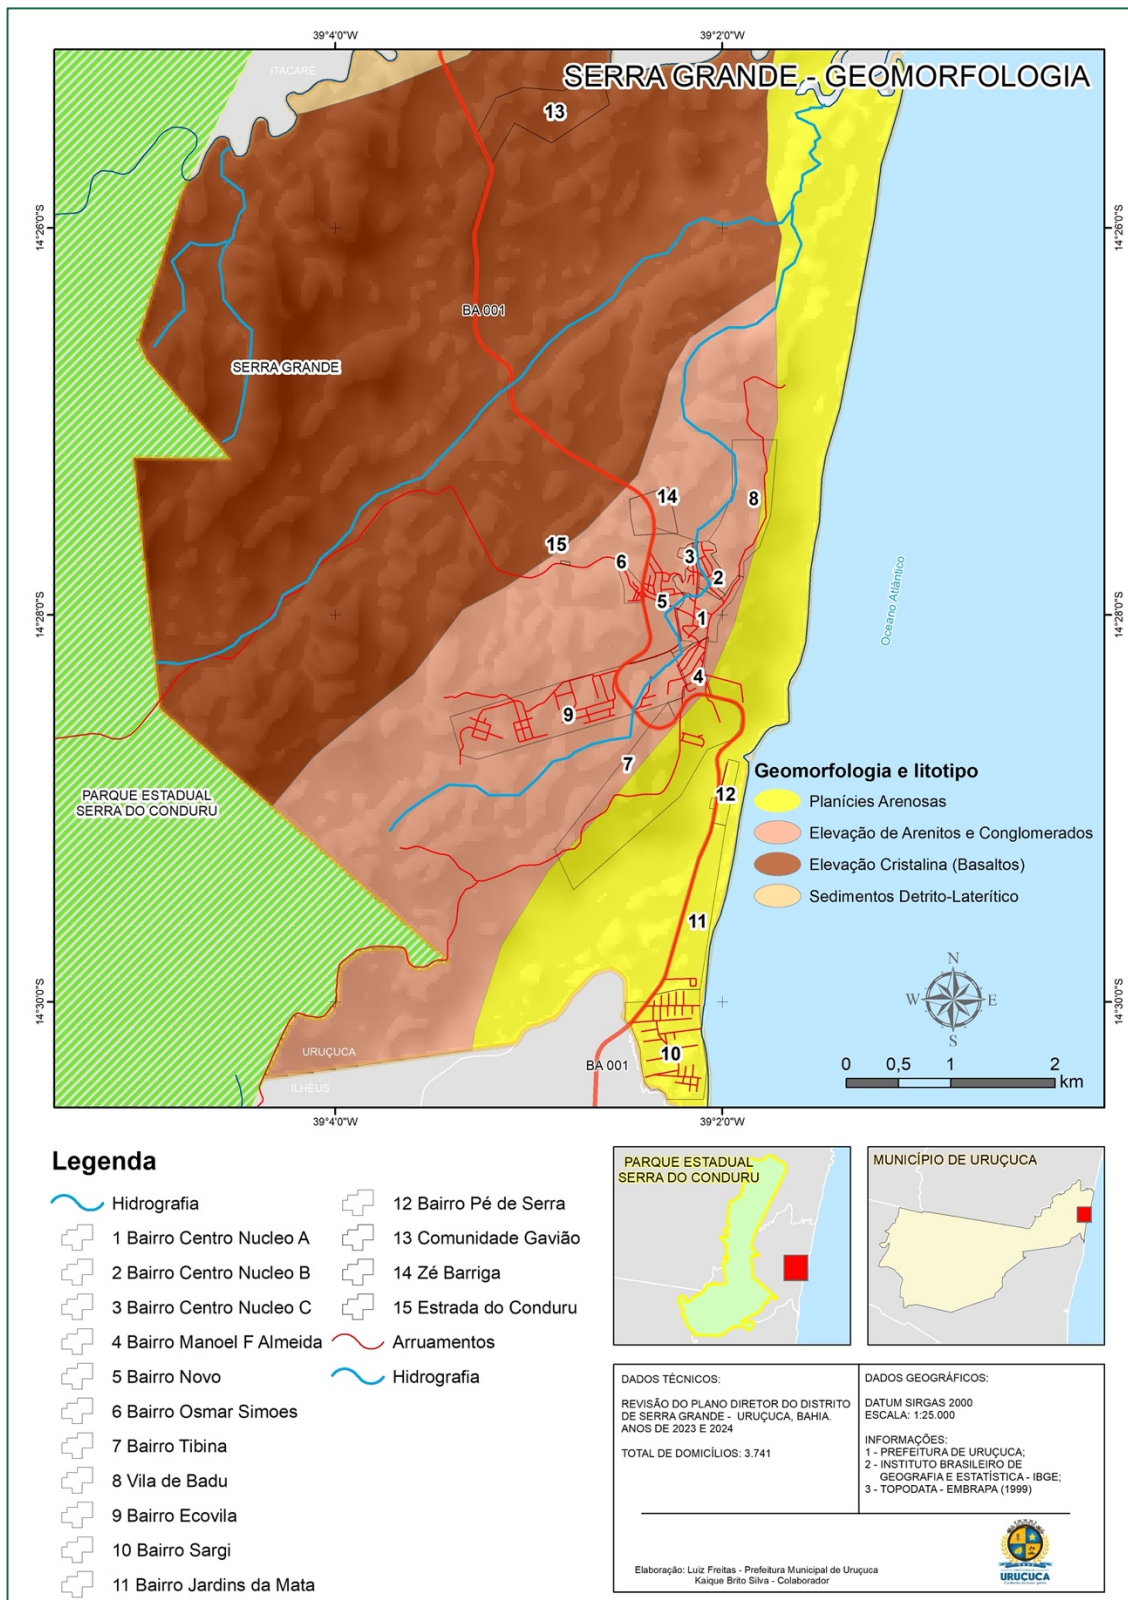 39°4'0"W
39°2'0"W
SERRA GRANDE - GEOMORFOLOGIA
ITACARÉ
13
14°26'0"S
14°26'0"S
BA 001
SERRA GRANDE
14
8
15
3
6
2
5
1
14°28'0"S
14°28'0"S
Oceano Atlântico
4
9
7
12
PARQUE ESTADUAL
SERRA DO CONDURU
Geomorfologia e litotipo
Planícies Arenosas
Elevação de Arenitos e Conglomerados
Elevação Cristalina (Basaltos)
Sedimentos Detrito-Laterítico
11
N
W
E
S
14°30'0"S
14°30'0"S
URUÇUCA
ILHÉUS
10
BA 001
0
0,5
1
2
km
39°4'0"W
39°2'0"W
Legenda
Hidrografia
1 Bairro Centro Nucleo A
2 Bairro Centro Nucleo B
3 Bairro Centro Nucleo C
4 Bairro Manoel F Almeida
5 Bairro Novo
6 Bairro Osmar Simoes
7 Bairro Tibina
8 Vila de Badu
9 Bairro Ecovila
10 Bairro Sargi
11 Bairro Jardins da Mata
12 Bairro Pé de Serra
13 Comunidade Gavião
14 Zé Barriga
15 Estrada do Conduru
Arruamentos
Hidrografia
PARQUE ESTADUAL
SERRA DO CONDURU
MUNICÍPIO DE URUÇUCA
DADOS TÉCNICOS:
REVISÃO DO PLANO DIRETOR DO DISTRITO
DE SERRA GRANDE - URUÇUCA, BAHIA.
ANOS DE 2023 E 2024
TOTAL DE DOMICÍLIOS: 3.741
DADOS GEOGRÁFICOS:
DATUM SIRGAS 2000
ESCALA: 1:25.000
INFORMAÇÕES:
1 - PREFEITURA DE URUÇUCA;
2 - INSTITUTO BRASILEIRO DE
GEOGRAFIA E ESTATÍSTICA - IBGE;
3 - TOPODATA - EMBRAPA (1999)
Elaboração: Luiz Freitas - Prefeitura Municipal de Uruçuca
Kaique Brito Silva - Colaborador
URUÇUCA